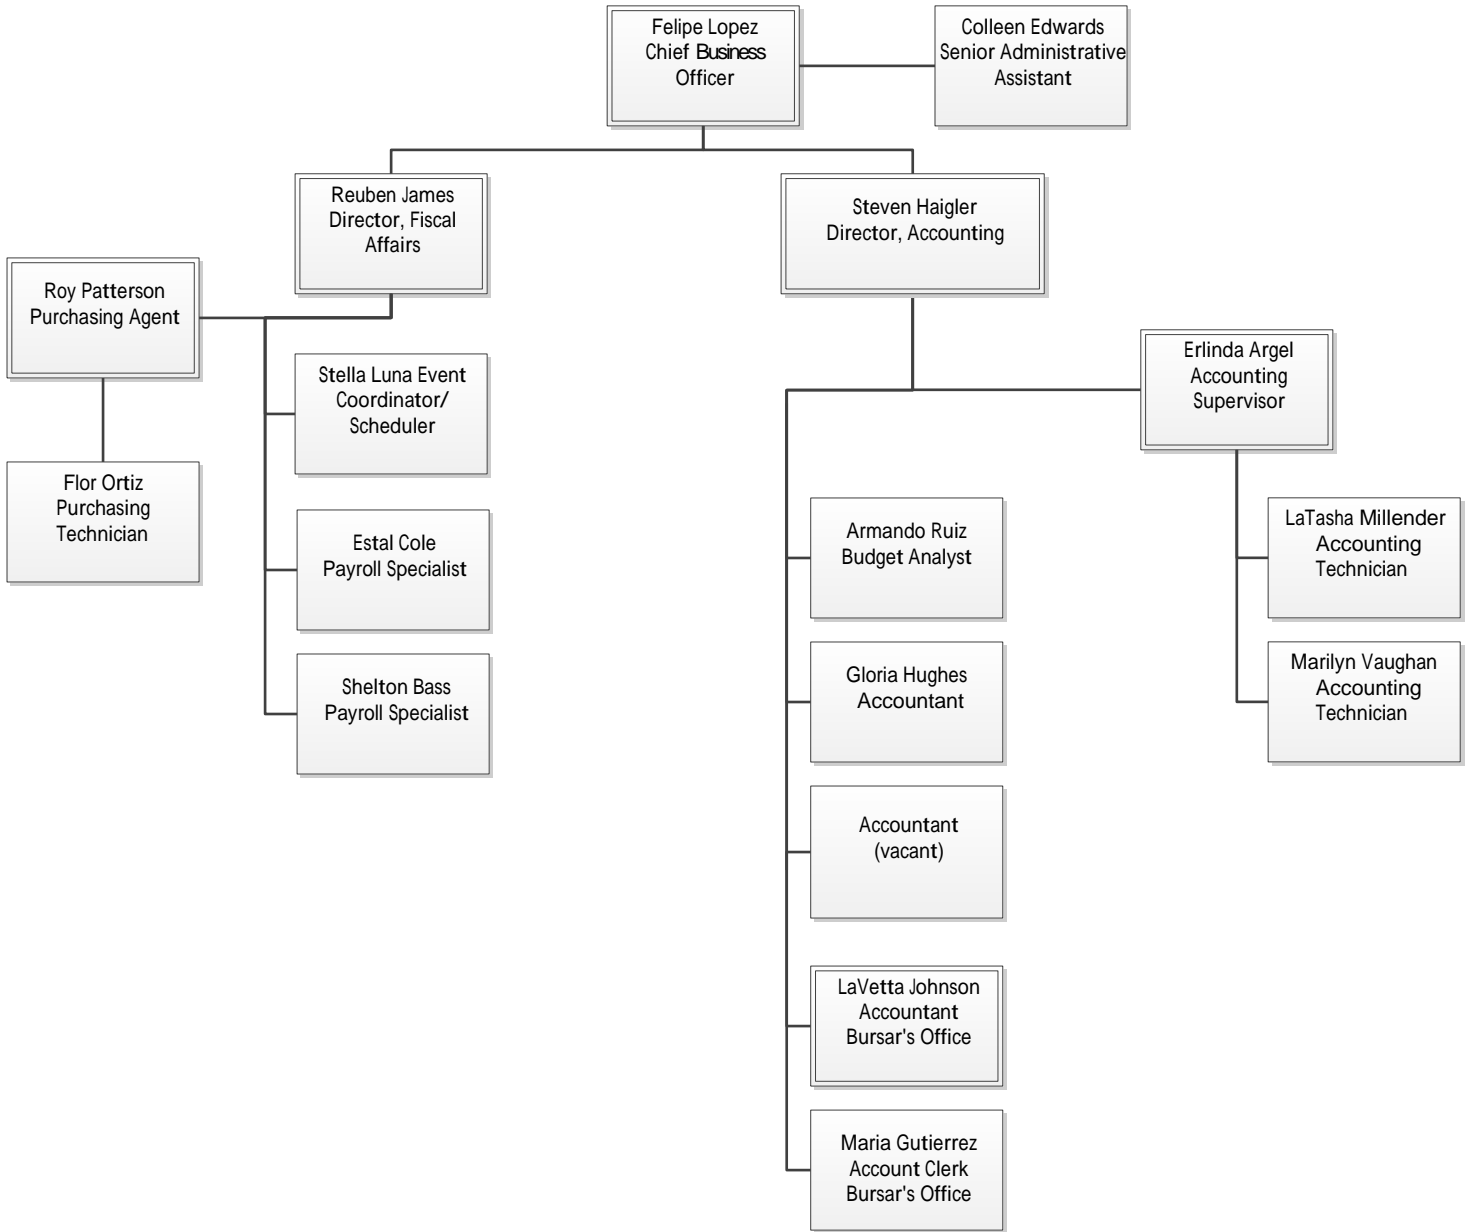 Felipe Lopez
Chief Business
Officer
Colleen Edwards
Senior Administrative
Assistant
Reuben James
Director, Fiscal
Affairs
Steven Haigler
Director, Accounting
Roy Patterson
Purchasing Agent
Flor Ortiz
Purchasing
Technician
Stella Luna Event
Coordinator/
Scheduler
Estal Cole
Payroll Specialist
Shelton Bass
Payroll Specialist
Erlinda Argel
Accounting
Supervisor
Armando Ruiz
Budget Analyst
Gloria Hughes
Accountant
Accountant
(vacant)
LaVetta Johnson
Accountant
Bursar's Office
Maria Gutierrez
Account Clerk
Bursar's Office
LaTasha Millender
Accounting
Technician
Marilyn Vaughan
Accounting
Technician